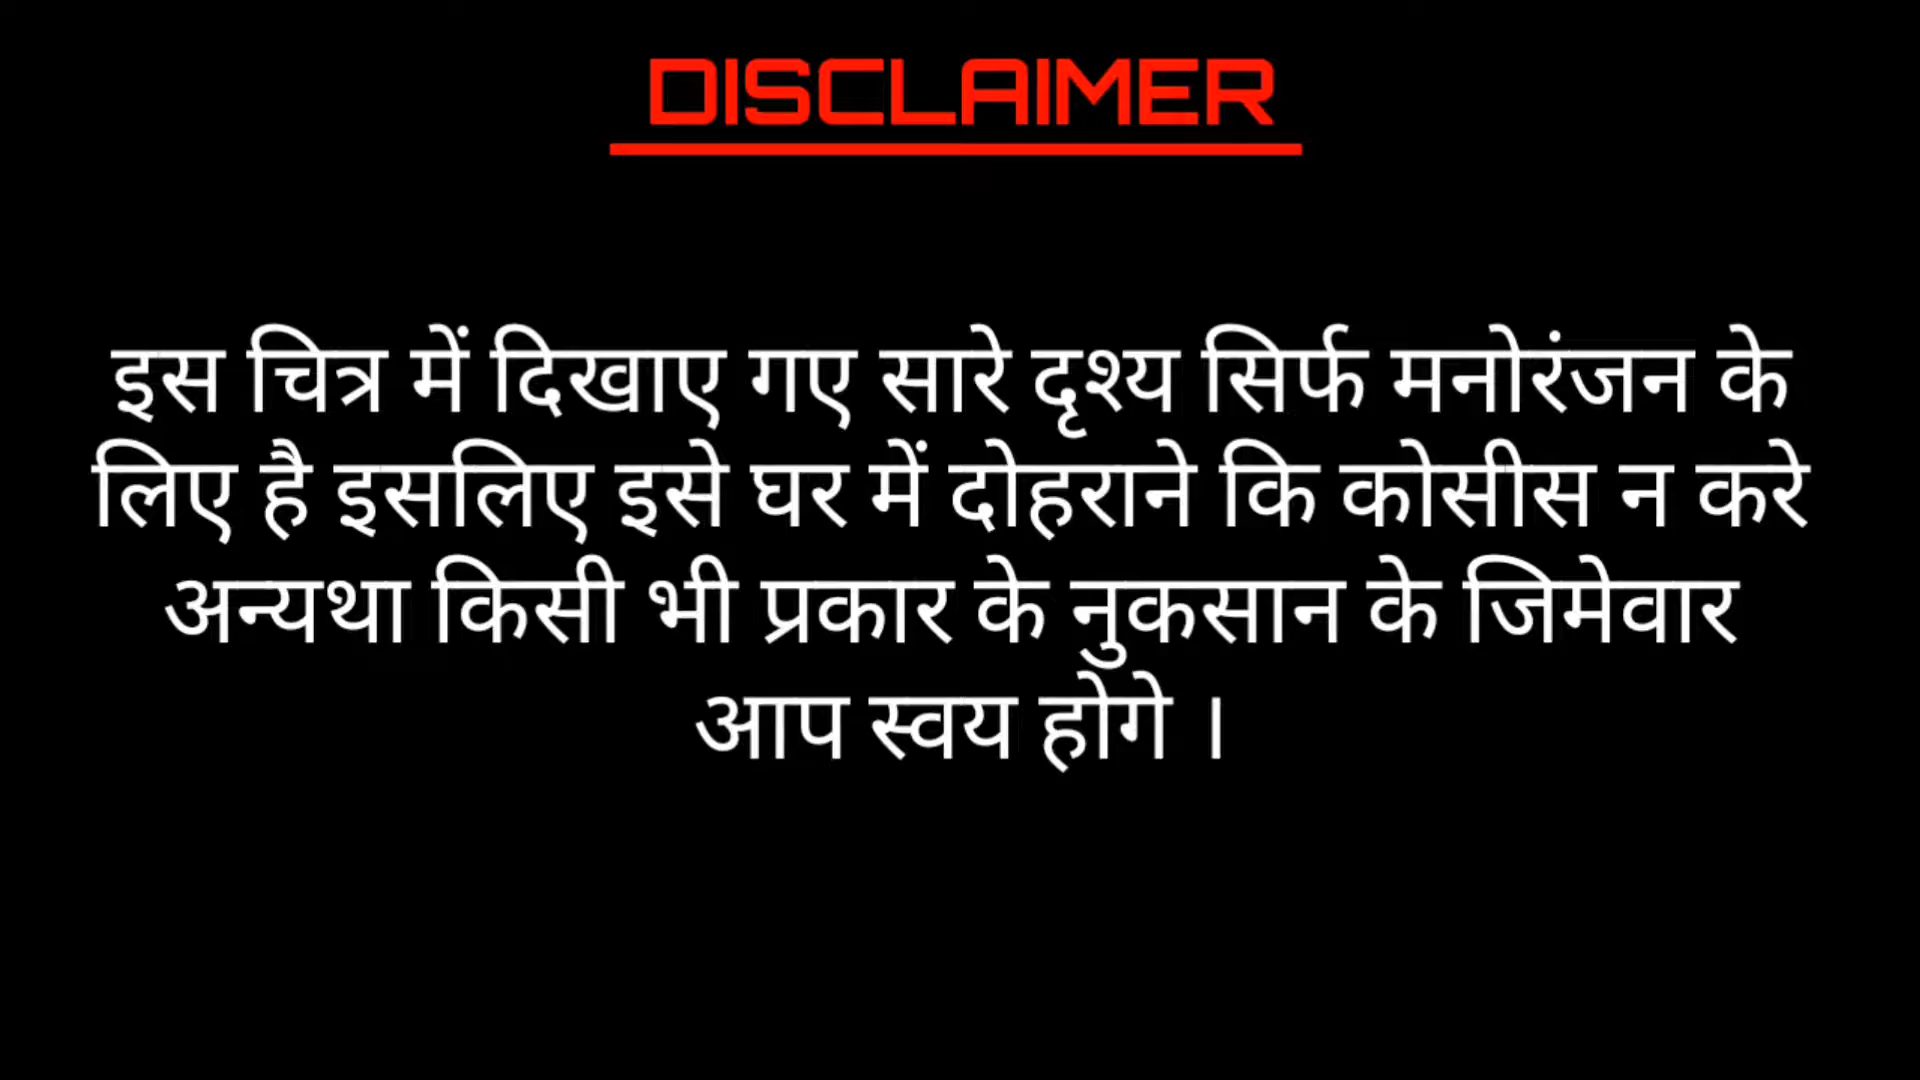 DISCLAIMER
इस चित्र में दिखाए गए सारे दृश्य सिर्फ मनोरंजन के
लिए है इसलिए इसे घर में दोहराने कि कोसीस न करे
अन्यथा किसी भी प्रकार के नुकसान के जिमेवार
आप स्वय होगे ।